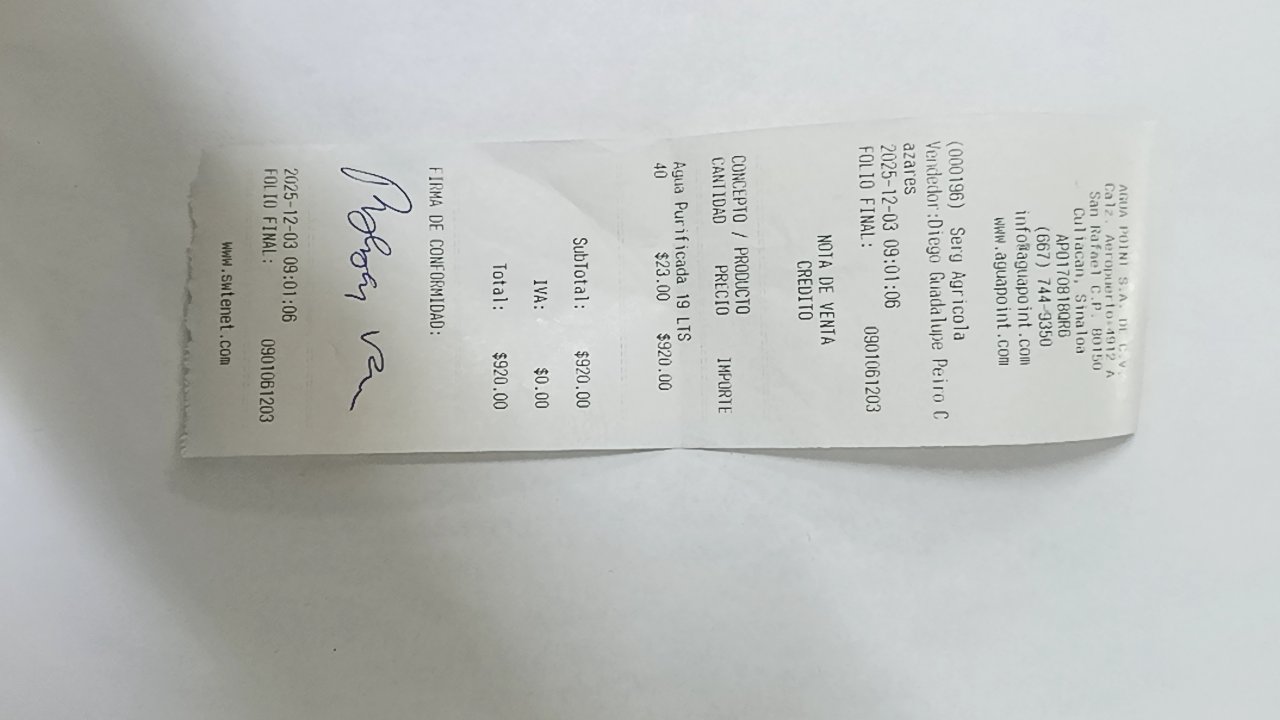 AGUA POINT S.A. DE C.V.
Calz. Aeropuerto 4912 A
San Rafael C.P. 80150
Culiacan, Sinaloa
APO170818QR6
(667) 744-9350
info@aguapoint.com
www.aguapoint.com
(000196) Serg Agricola
Vendedor:Diego Guadalupe Peiro C
azares
2025-12-03 09:01:06
FOLIO FINAL: 0901061203
NOTA DE VENTA
CREDITO
CONCEPTO / PRODUCTO
CANTIDAD PRECIO IMPORTE
Agua Purificada 19 LTS
40 $23.00 $920.00
SubTotal: $920.00
IVA: $0.00
Total: $920.00
FIRMA DE CONFORMIDAD:
2025-12-03 09:01:06
FOLIO FINAL: 0901061203
www.swtenet.com